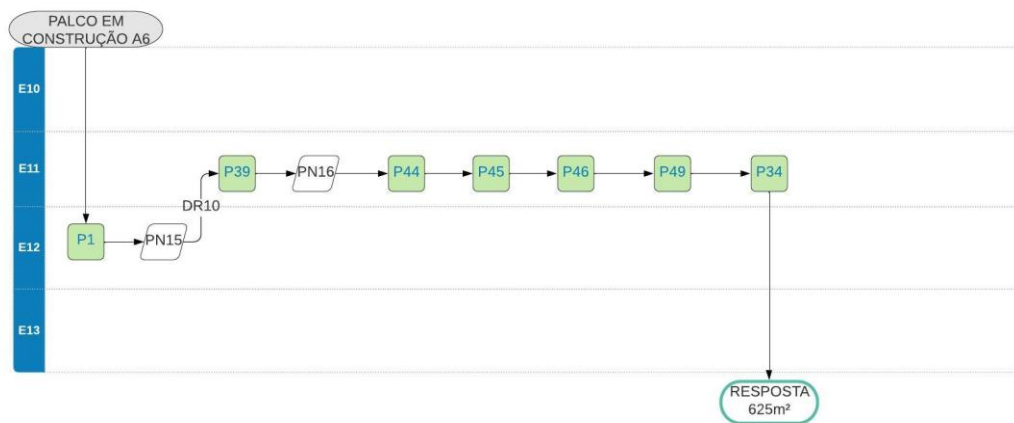 PALCO EM
CONSTRUÇÃO A6
E10
E11
P39
PN16
P44
P45
P46
P49
P34
DR10
E12
P1
PN15
E13
RESPOSTA
625m²